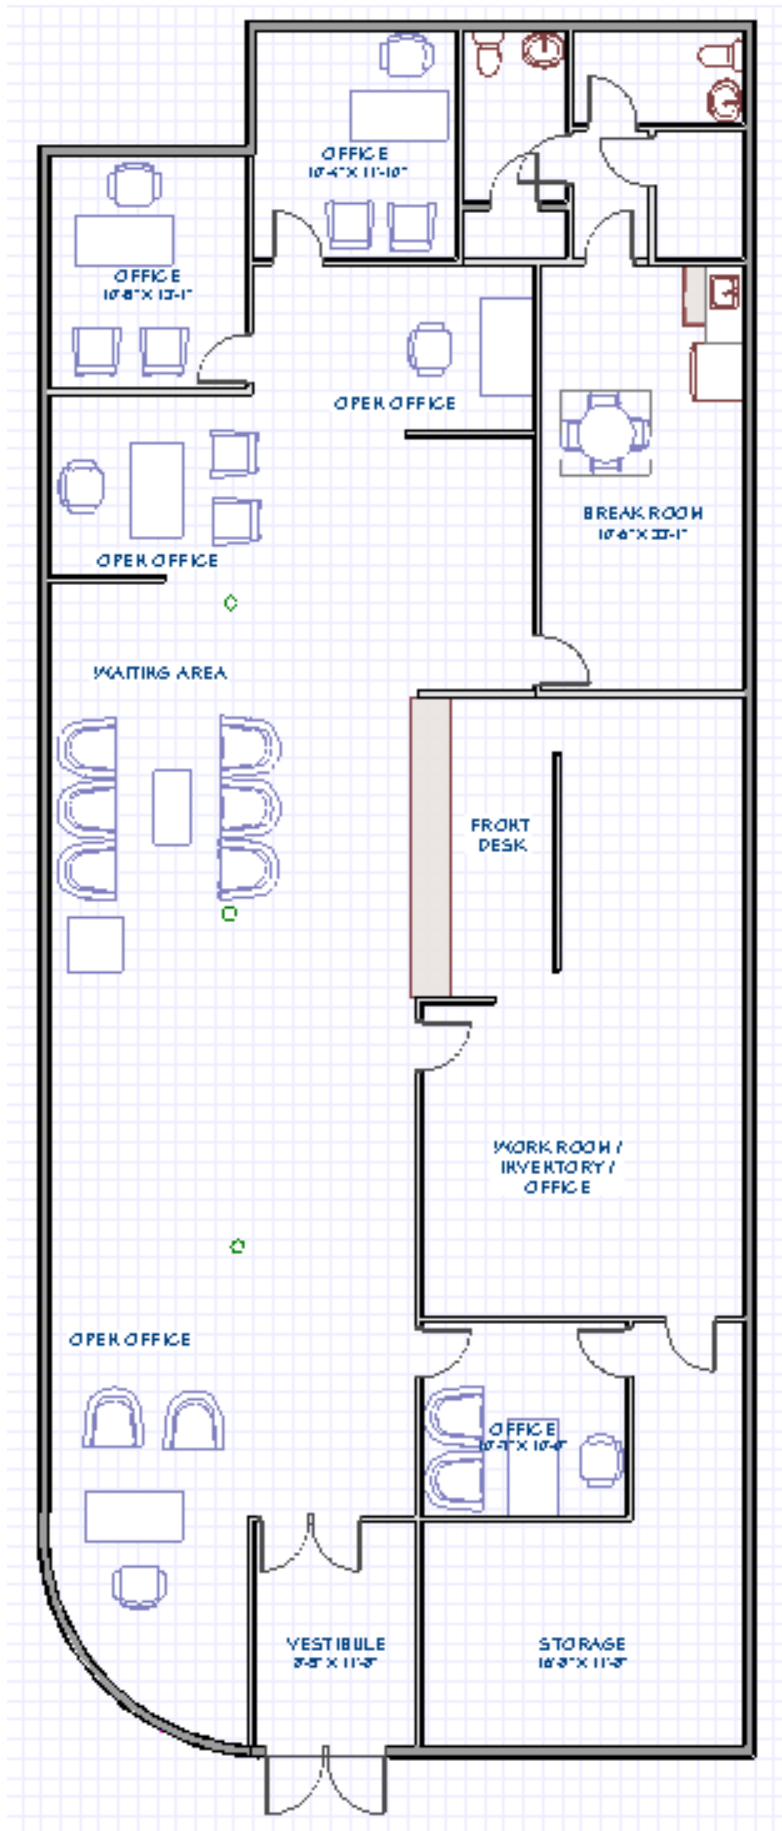 OFFICE
OFFICE
OPEN OFFICE
BREAK ROOM
OPEN OFFICE
WAITING AREA
FRONT
DESK
WORK ROOM /
INVENTORY /
OFFICE
OPEN OFFICE
OFFICE
VESTIBULE
STORAGE